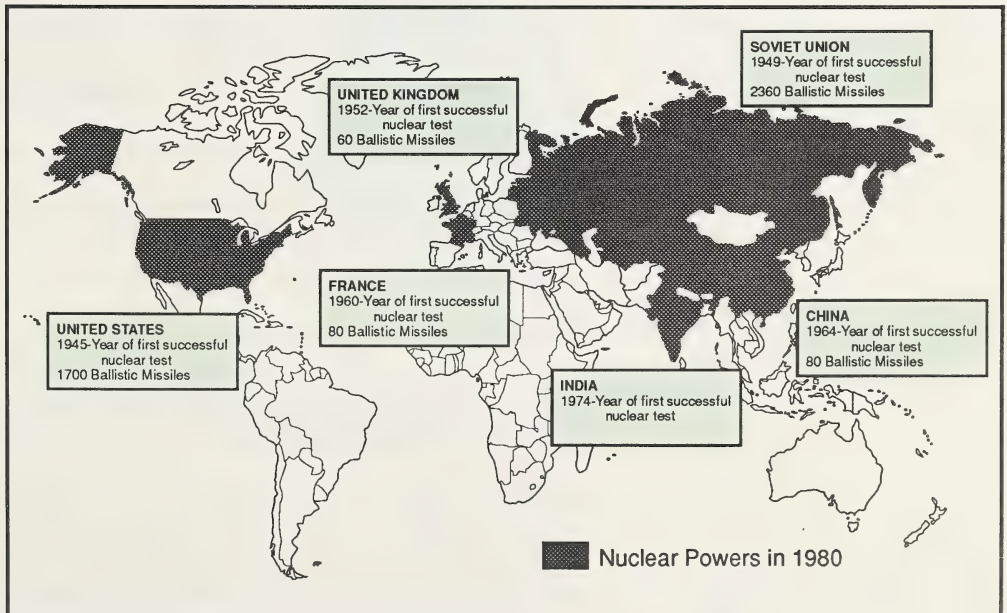 SOVIET UNION
1949-Year of first successful
nuclear test
2360 Ballistic Missiles
UNITED KINGDOM
1952-Year of first successful
nuclear test
60 Ballistic Missiles
FRANCE
1960-Year of first successful
nuclear test
80 Ballistic Missiles
UNITED STATES
1945-Year of first successful
nuclear test
1700 Ballistic Missiles
CHINA
1964-Year of first successful
nuclear test
80 Ballistic Missiles
INDIA
1974-Year of first successful
nuclear test
Nuclear Powers in 1980